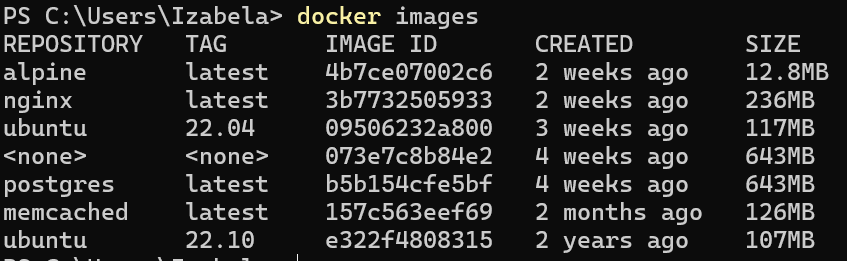 PS C:\Users\Izabela> docker images
REPOSITORY TAG IMAGE ID CREATED SIZE
alpine latest 4b7ce07002c6 2 weeks ago 12.8MB
nginx latest 3b7732505933 2 weeks ago 236MB
ubuntu 22.04 09506232a800 3 weeks ago 117MB
<none> <none> 073e7c8b84e2 4 weeks ago 643MB
postgres latest b5b154cfe5bf 4 weeks ago 643MB
memcached latest 157c563eef69 2 months ago 126MB
ubuntu 22.10 e322f4808315 2 years ago 107MB
PS C:\Users\Izabela>